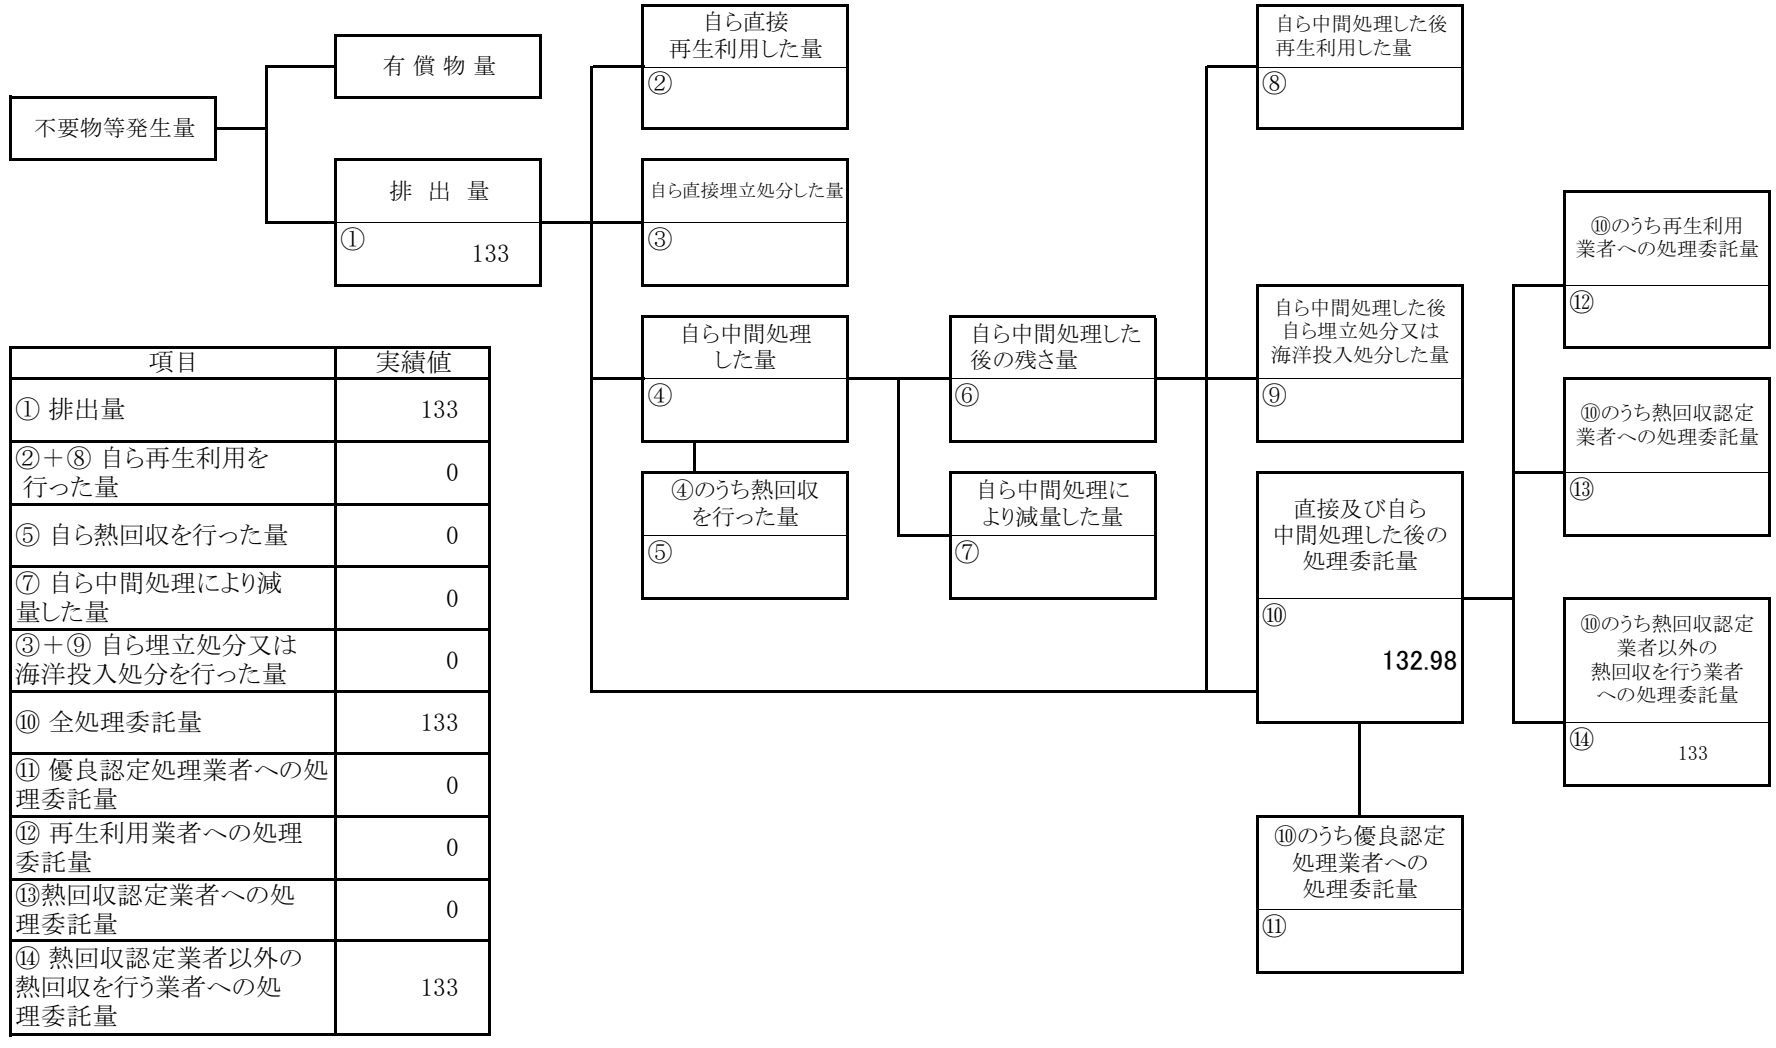 自ら直接
再生利用した量
②
自ら中間処理した後
再生利用した量
⑧
有 償 物 量
不要物等発生量
排 出 量
①
133
自ら直接埋立処分した量
③
⑩のうち再生利用
業者への処理委託量
⑫
自ら中間処理
した量
④
自ら中間処理した
後の残さ量
⑥
自ら中間処理した後
自ら埋立処分又は
海洋投入処分した量
⑨
⑩のうち熱回収認定
業者への処理委託量
⑬
④のうち熱回収
を行った量
⑤
自ら中間処理に
より減量した量
⑦
直接及び自ら
中間処理した後の
処理委託量
⑩
132.98
⑩のうち熱回収認定
業者以外の
熱回収を行う業者
への処理委託量
⑭
133
⑩のうち優良認定
処理業者への
処理委託量
⑪
項目 実績値
① 排出量 133
②＋⑧ 自ら再生利用を
行った量 0
⑤ 自ら熱回収を行った量 0
⑦ 自ら中間処理により減
量した量 0
③＋⑨ 自ら埋立処分又は
海洋投入処分を行った量 0
⑩ 全処理委託量 133
⑪ 優良認定処理業者への処
理委託量 0
⑫ 再生利用業者への処理
委託量 0
⑬熱回収認定業者への処
理委託量 0
⑭ 熱回収認定業者以外の
熱回収を行う業者への処
理委託量 133